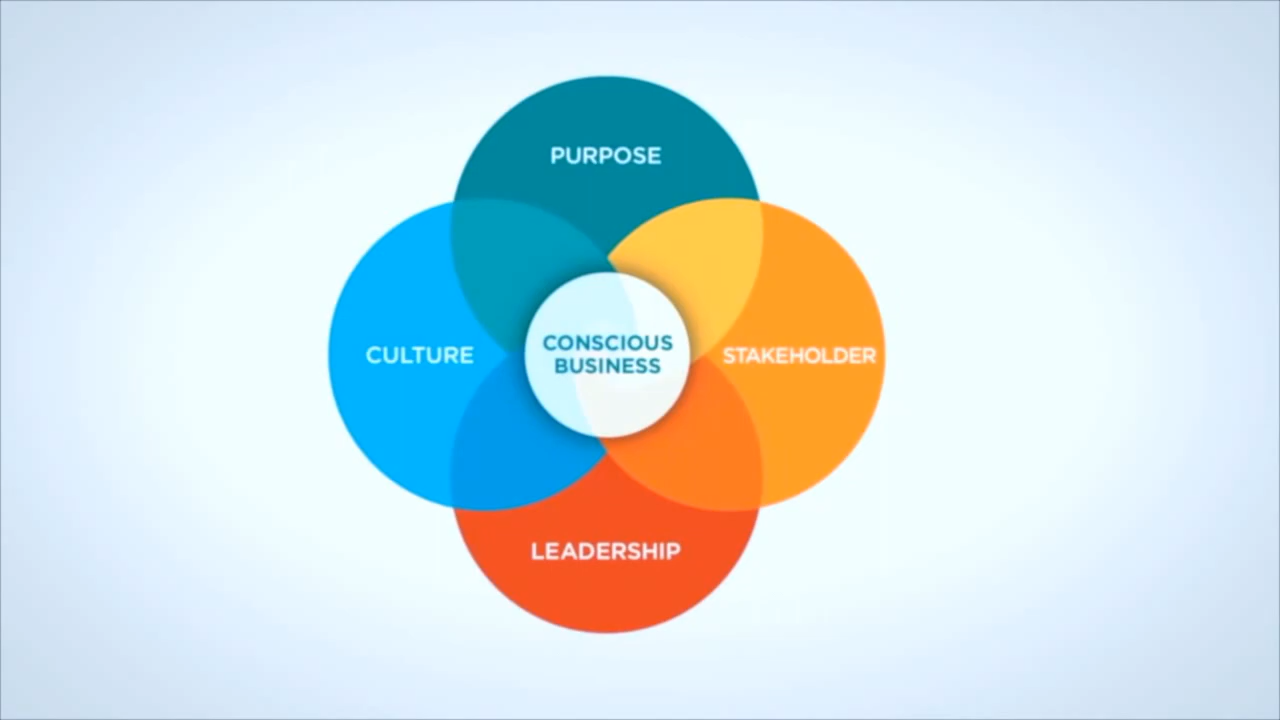 PURPOSE
CULTURE
CONSCIOUS
BUSINESS
STAKEHOLDER
LEADERSHIP